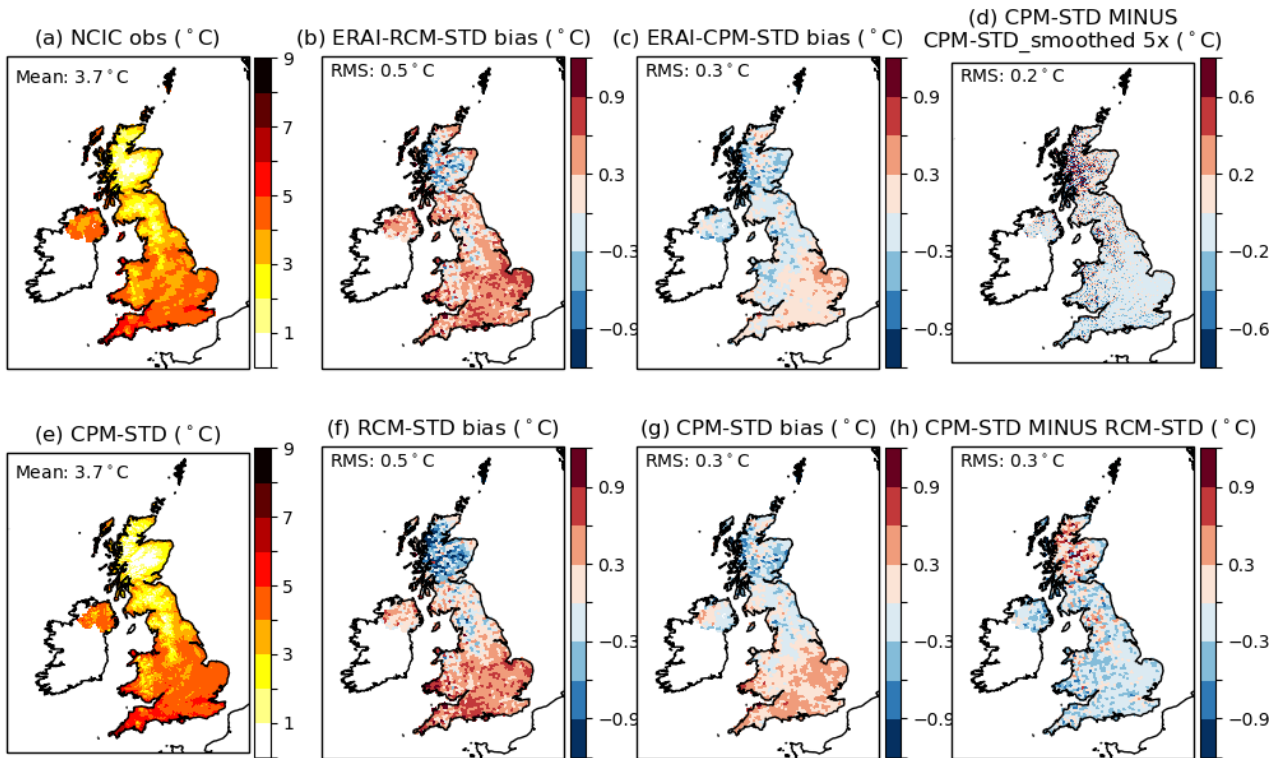 (a) NCIC obs (°C)
Mean: 3.7°C
9
7
5
3
1
(b) ERAI-RCM-STD bias (°C)
RMS: 0.5°C
0.9
0.3
−0.3
−0.9
(c) ERAI-CPM-STD bias (°C)
RMS: 0.3°C
0.9
0.3
−0.3
−0.9
(d) CPM-STD MINUS
CPM-STD_smoothed 5x (°C)
RMS: 0.2°C
0.6
0.2
−0.2
−0.6
(e) CPM-STD (°C)
Mean: 3.7°C
9
7
5
3
1
(f) RCM-STD bias (°C)
RMS: 0.5°C
0.9
0.3
−0.3
−0.9
(g) CPM-STD bias (°C)
RMS: 0.3°C
0.9
0.3
−0.3
−0.9
(h) CPM-STD MINUS RCM-STD (°C)
RMS: 0.3°C
0.9
0.3
−0.3
−0.9